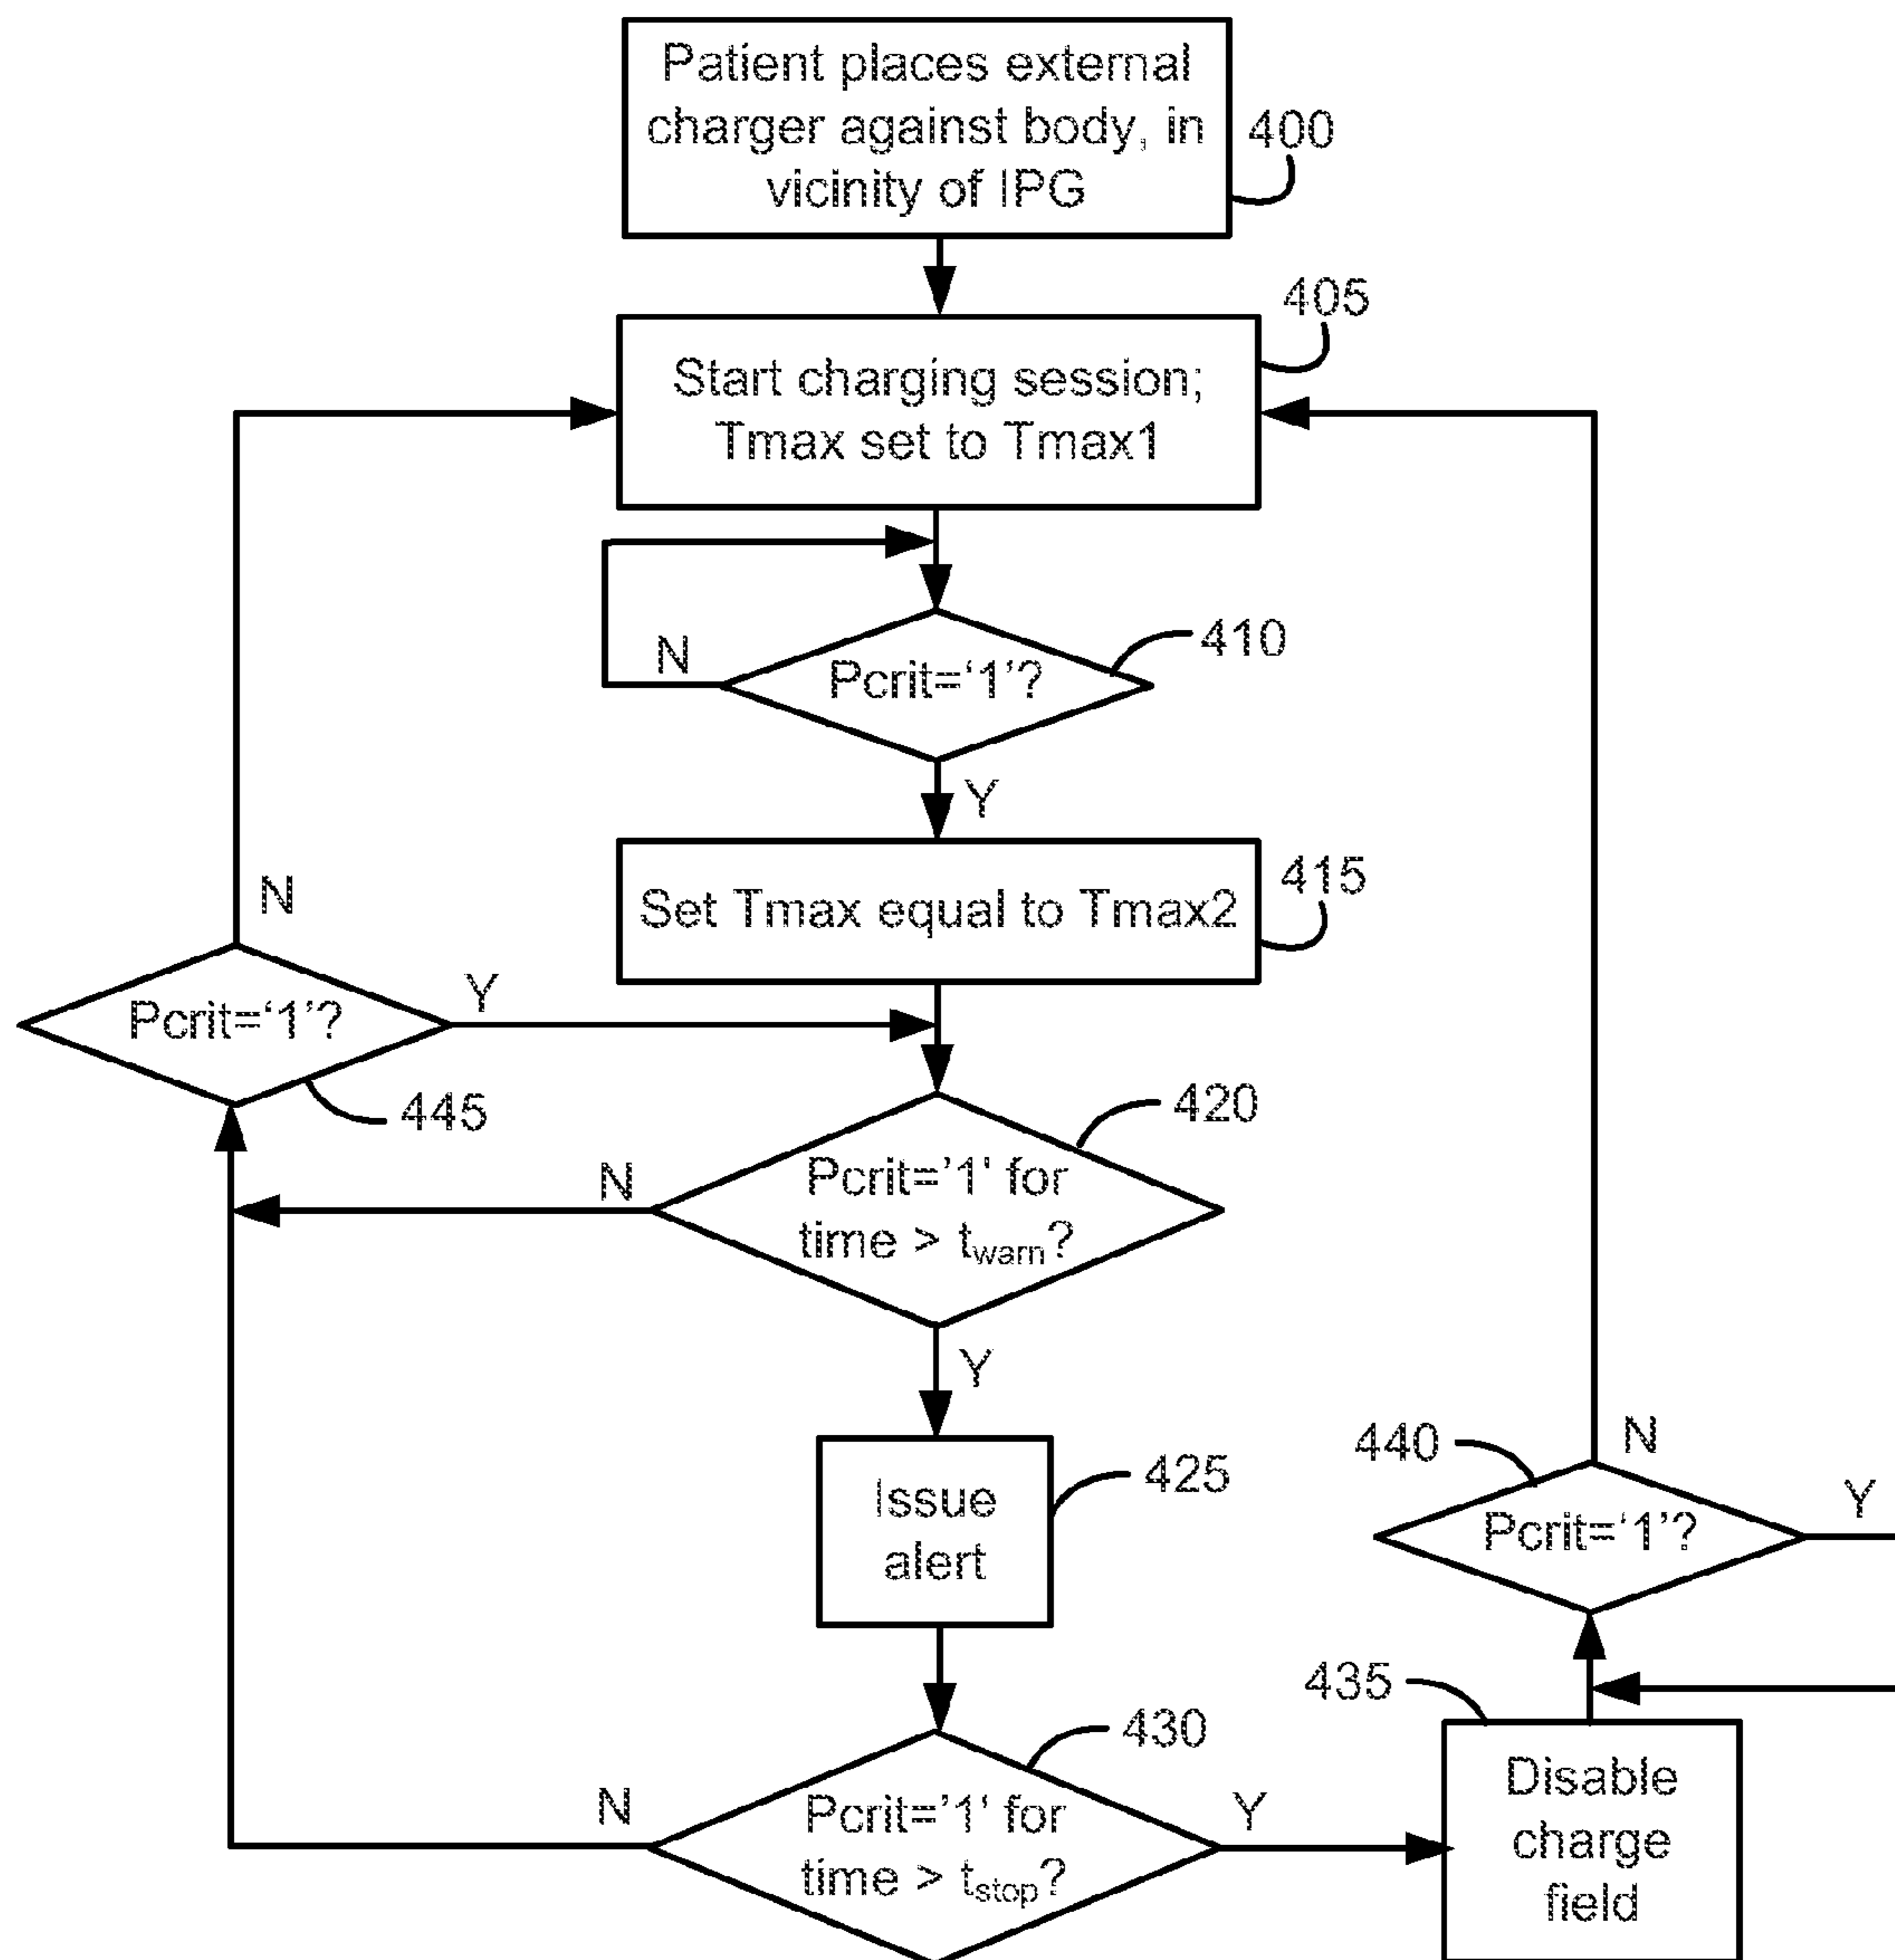 Patient places external
charger against body, in
vicinity of IPG
400
405
Start charging session;
Tmax set to Tmax1
410
N
Pcrit=‘1’?
Y
415
Set Tmax equal to Tmax2
N
Y
Pcrit=‘1’?
445
420
N
Pcrit='1' for
time > twarn?
Y
425
Issue
alert
440
N
Y
Pcrit=‘1’?
435
430
N
Pcrit='1' for
time > tstop?
Y
Disable
charge
field